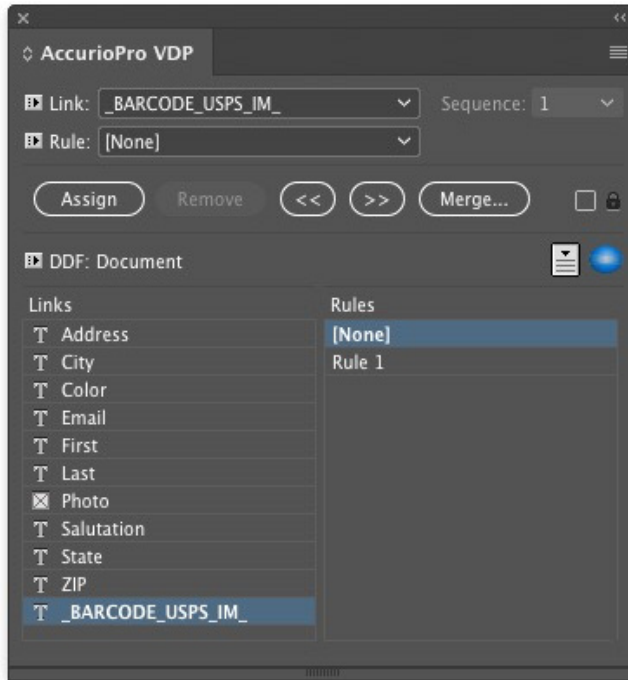 AccurioPro VDP
Link: _BARCODE_USPS_IM_ Sequence: 1
Rule: [None]
Assign Remove << >> Merge...
DDF: Document
Links Rules
T Address [None]
T City Rule 1
T Color
T Email
T First
T Last
Photo
T Salutation
T State
T ZIP
T _BARCODE_USPS_IM_